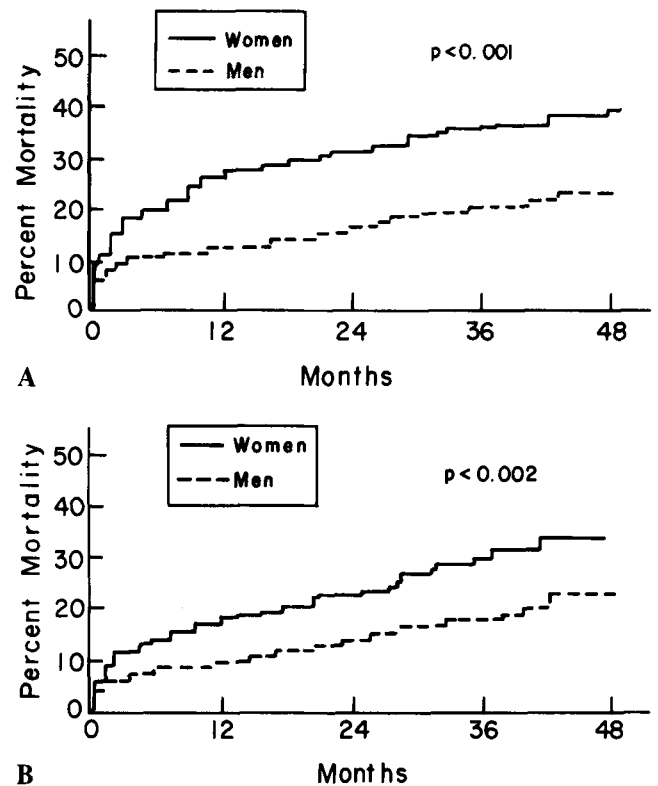 50
40
30
20
10
0
Percent Mortality
Women
Men
p<0.001
0 12 24 36 48
Months
A
50
40
30
20
10
0
Percent Mortality
Women
Men
p<0.002
0 12 24 36 48
Months
B